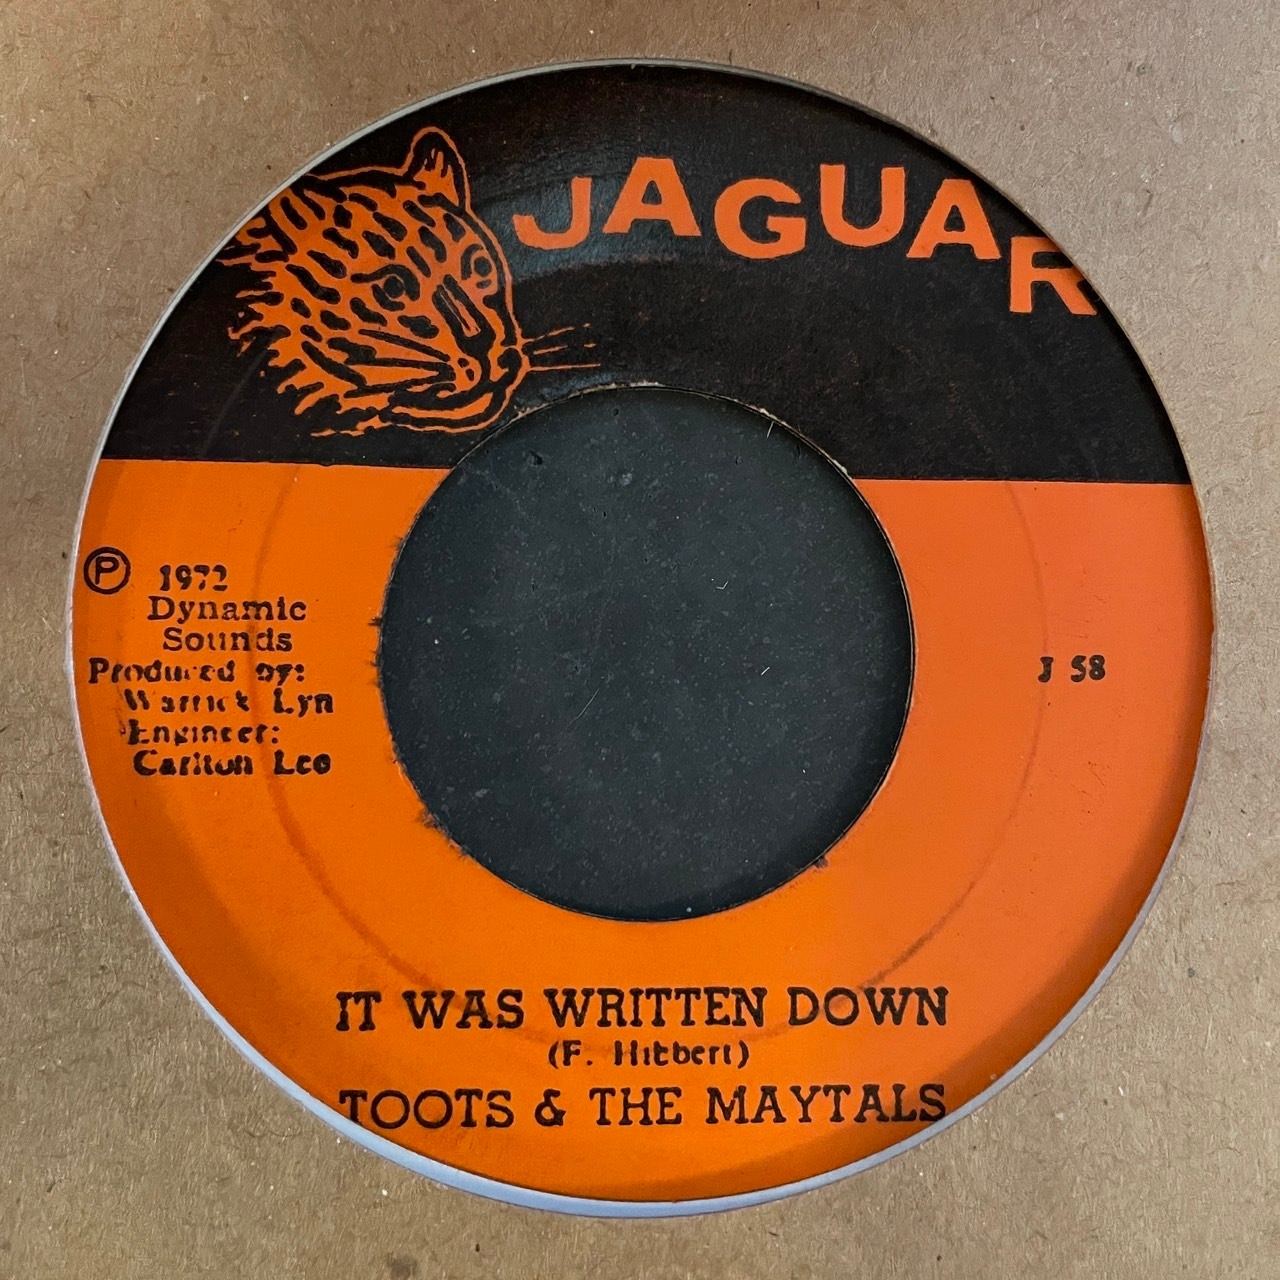 JAGUAR
Ⓟ 1972
Dynamic
Sounds
Produced by:
Warrick Lyn
Engineer:
Carlton Lee
J 58
IT WAS WRITTEN DOWN
(F. Hibbert)
TOOTS & THE MAYTALS